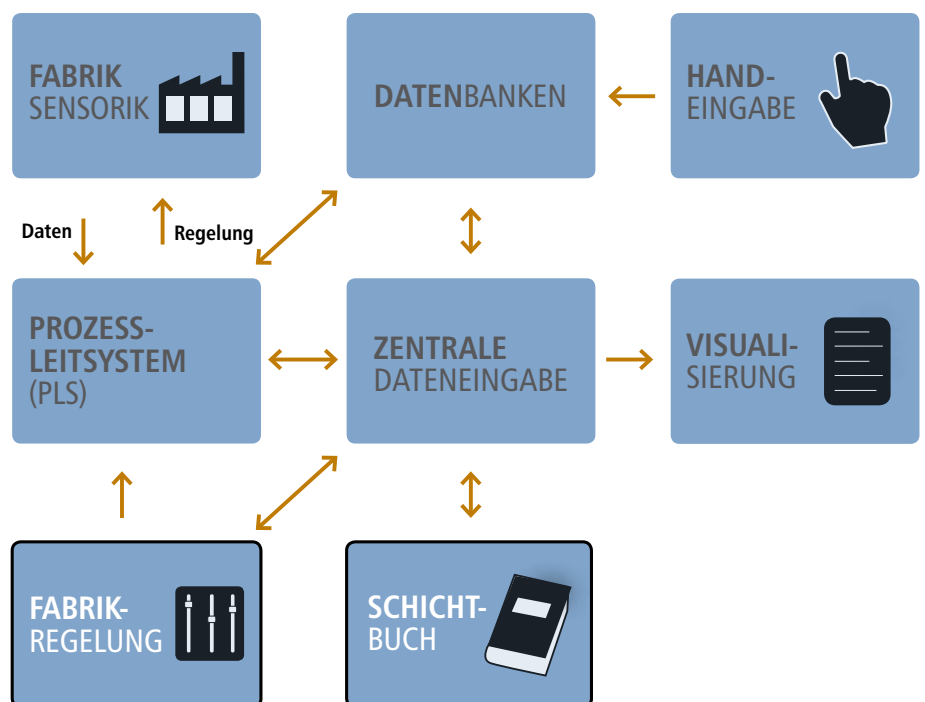 FABRIK
SENSORIK
DATENBANKEN
HAND-
EINGABE
Daten
Regelung
PROZESS-
LEITSYSTEM
(PLS)
ZENTRALE
DATENEINGABE
VISUALI-
SIERUNG
FABRIK-
REGELUNG
SCHICHT-
BUCH